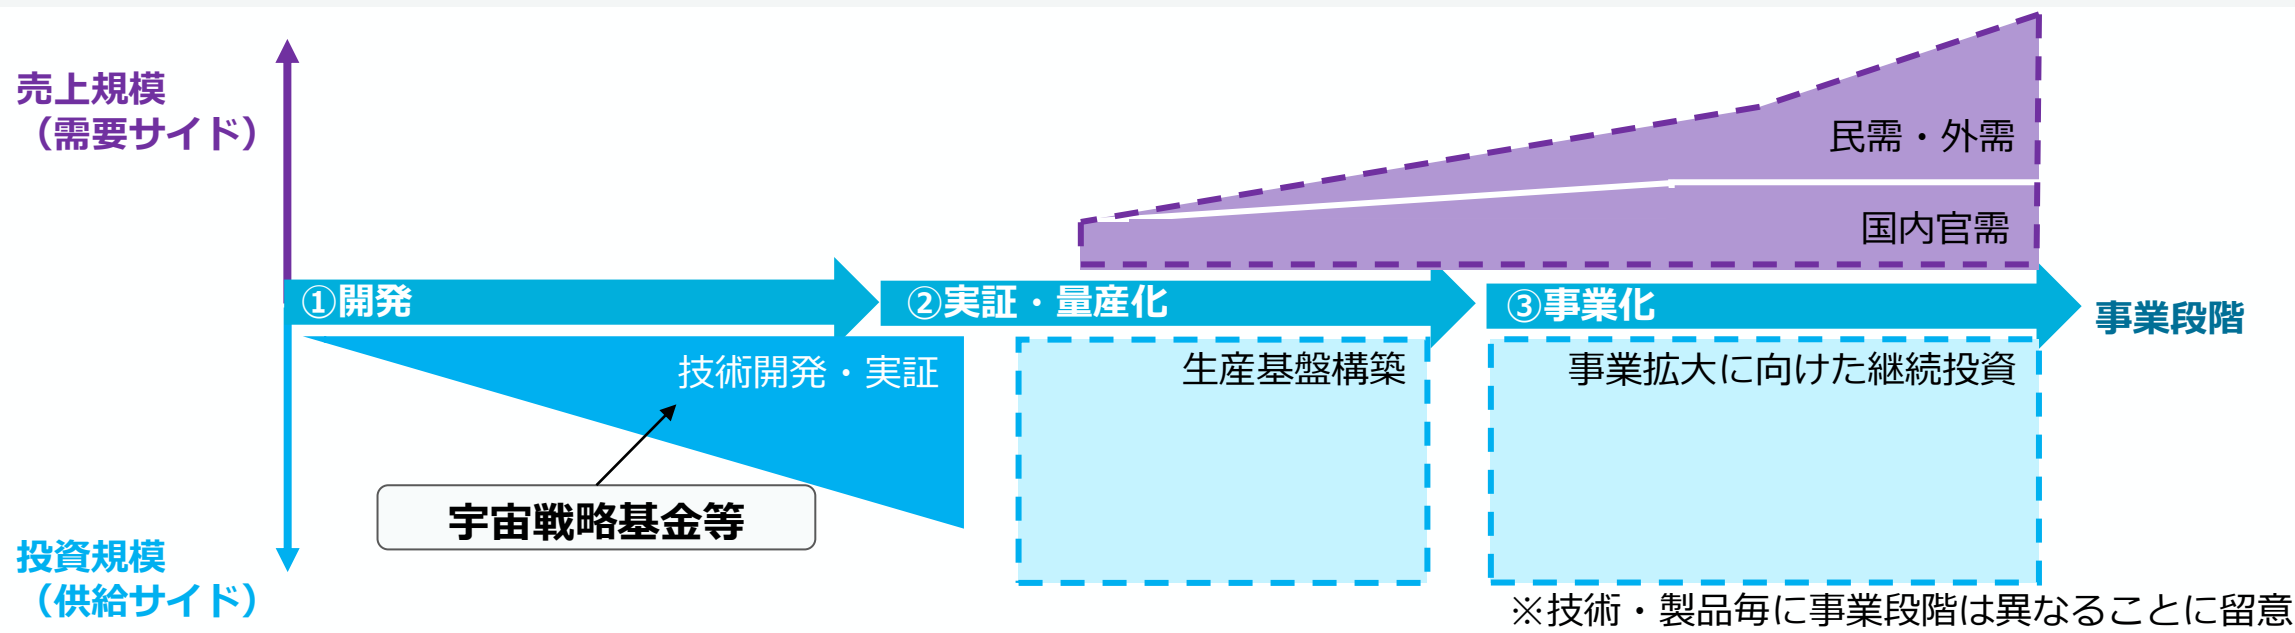 売上規模
（需要サイド）
民需・外需
国内官需
①開発
②実証・量産化
③事業化
事業段階
技術開発・実証
生産基盤構築
事業拡大に向けた継続投資
宇宙戦略基金等
投資規模
（供給サイド）
※技術・製品毎に事業段階は異なることに留意